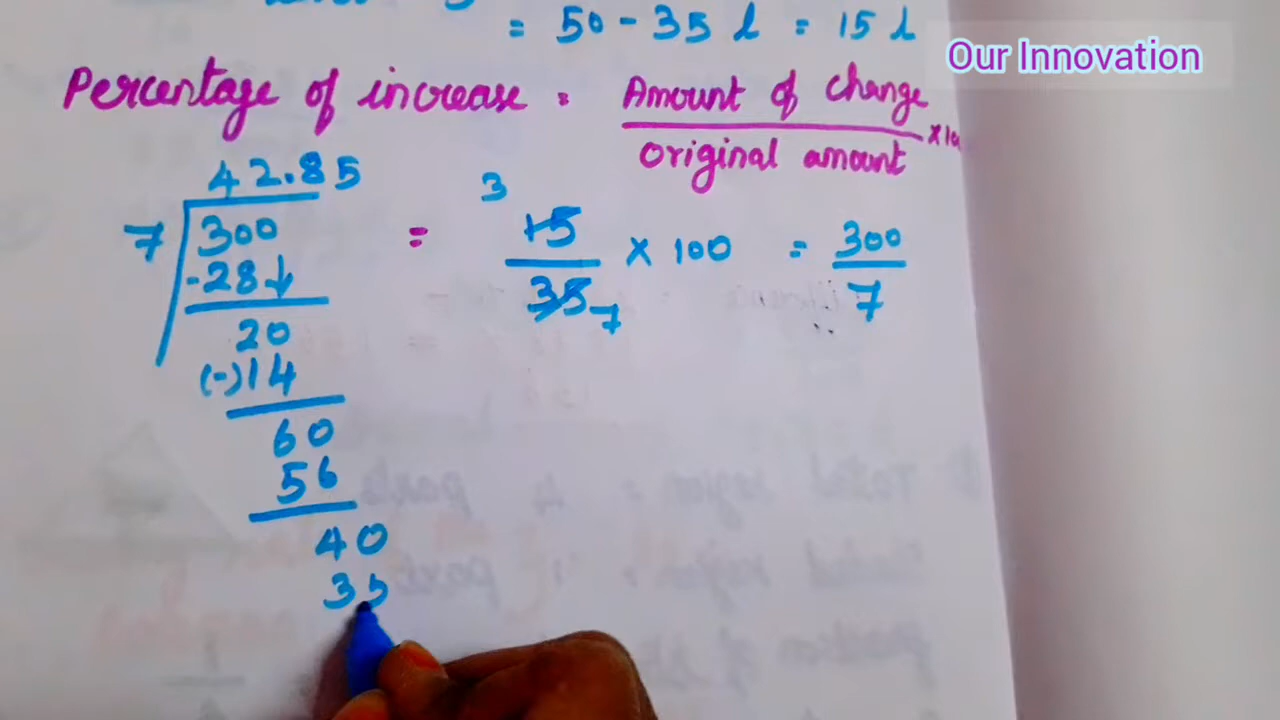 = 50 - 35 l = 15 l
Our Innovation
Percentage of increase = Amount of change
original amount
×10
42.85
7 300
-28↓
20
(-)14
60
56
40
35
= 3
15
35 7
× 100 = 300
7